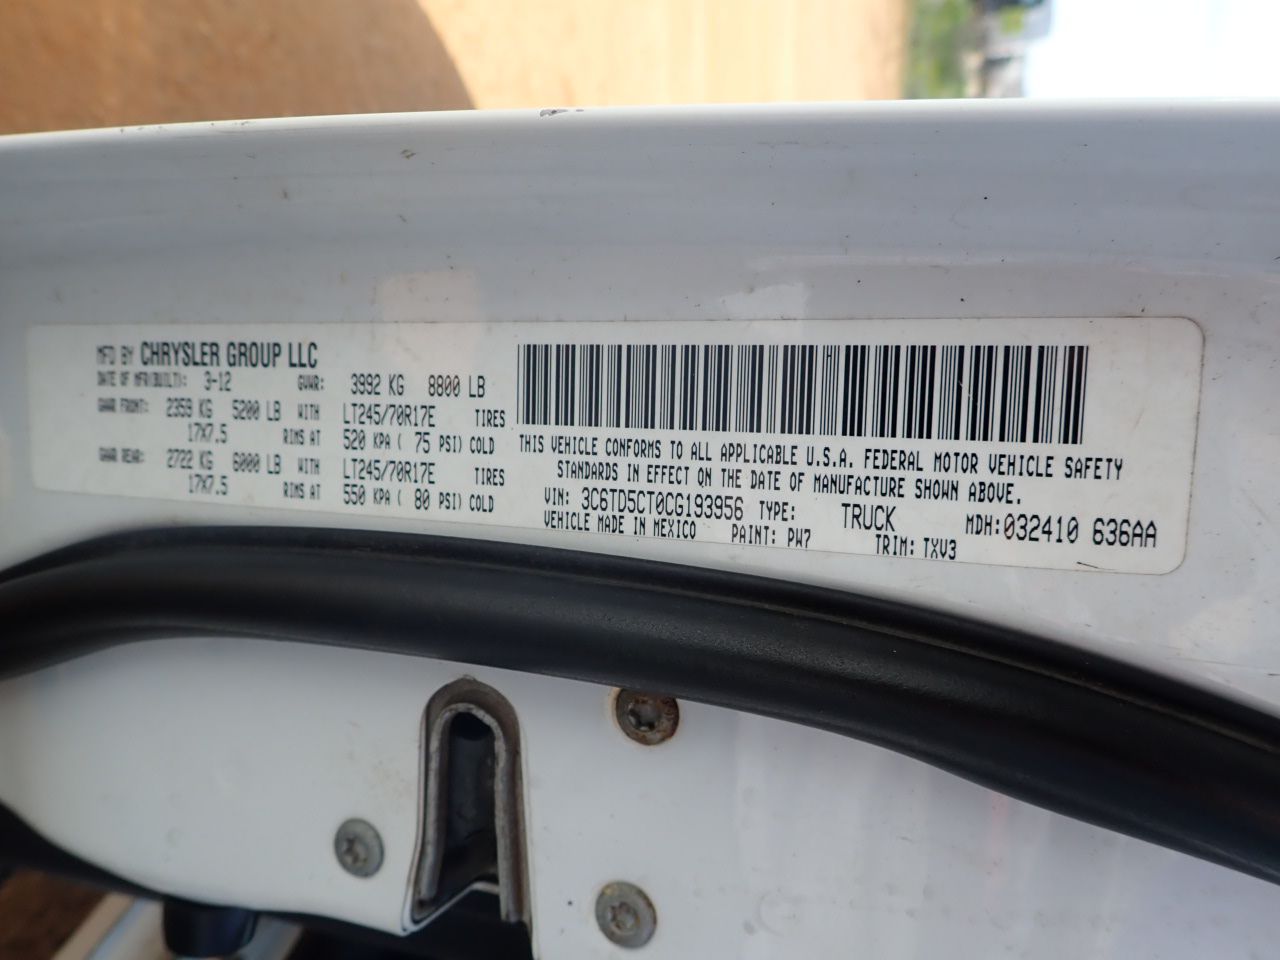 MFD BY CHRYSLER GROUP LLC
DATE OF MFR(BUILT): 3-12 GVWR: 3992 KG 8800 LB
GAWR FRONT: 2359 KG 5200 LB WITH LT245/70R17E TIRES
17X7.5 RIMS AT 520 KPA ( 75 PSI) COLD
GAWR REAR: 2722 KG 6000 LB WITH LT245/70R17E TIRES
17X7.5 RIMS AT 550 KPA ( 80 PSI) COLD
THIS VEHICLE CONFORMS TO ALL APPLICABLE U.S.A. FEDERAL MOTOR VEHICLE SAFETY
STANDARDS IN EFFECT ON THE DATE OF MANUFACTURE SHOWN ABOVE.
VIN: 3C6TD5CT0CG193956 TYPE: TRUCK MDH:032410 636AA
VEHICLE MADE IN MEXICO PAINT: PW7 TRIM: TXV3